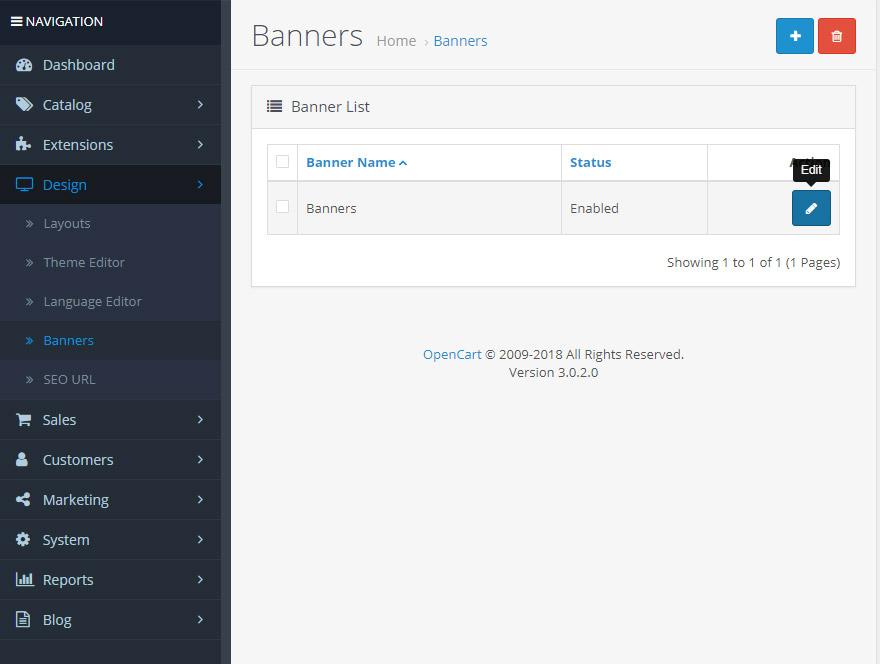 NAVIGATION
Dashboard
Catalog
Extensions
Design
Layouts
Theme Editor
Language Editor
Banners
SEO URL
Sales
Customers
Marketing
System
Reports
Blog
Banners Home › Banners
Banner List
Banner Name Status
Edit
Banners Enabled
Showing 1 to 1 of 1 (1 Pages)
OpenCart © 2009-2018 All Rights Reserved.
Version 3.0.2.0